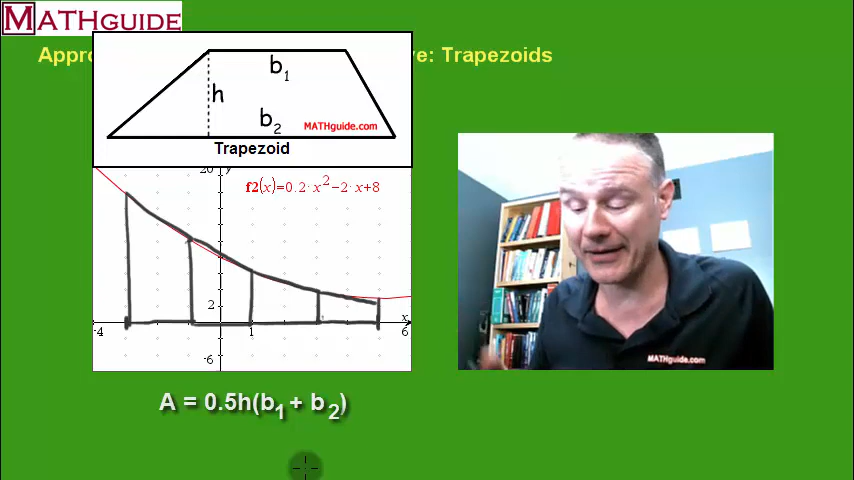 MATHGUIDE
Appro ve: Trapezoids
b1
h
b2
MATHguide.com
Trapezoid
20 y
f2(x)=0.2·x²−2·x+8
2
-4 1 x 6
-6
MATHguide.com
A = 0.5h(b1 + b2)